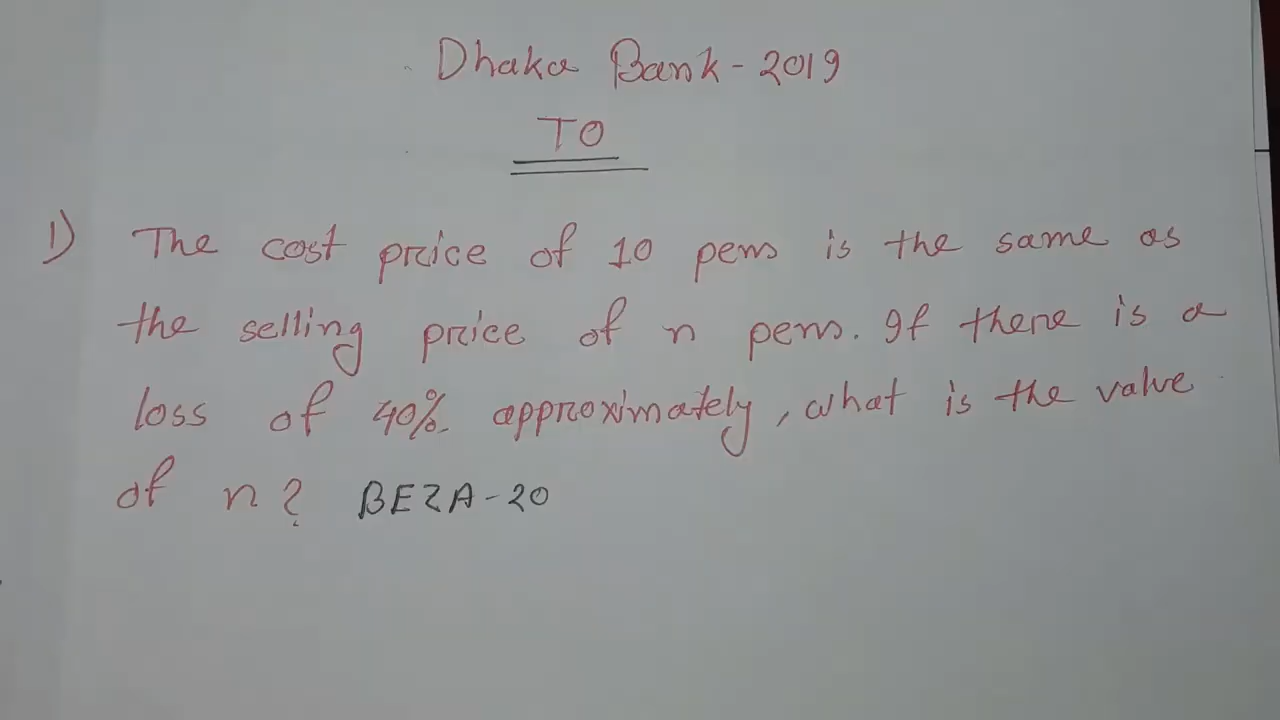 Dhaka Bank - 2019
TO
1) The cost price of 10 pens is the same as
the selling price of n pens. If there is a
loss of 40% approximately, what is the value
of n? BEZA-20